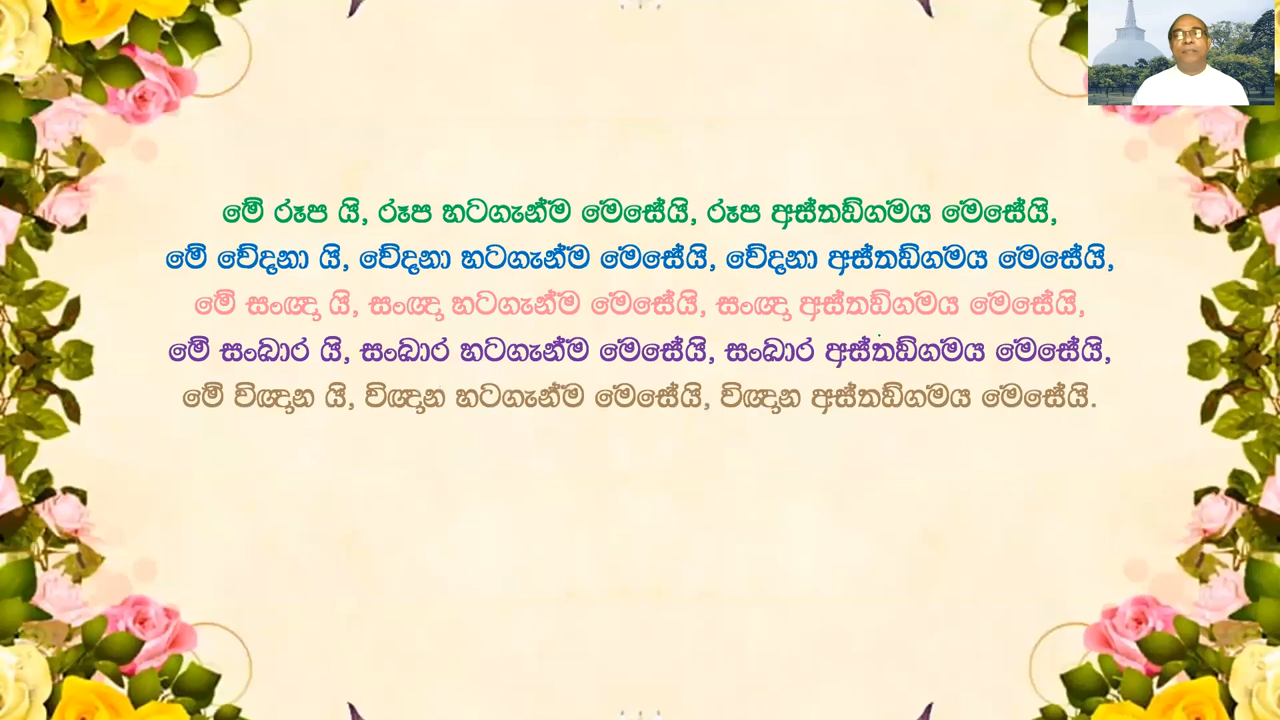 මේ රූප යි, රූප හටගැන්ම මෙසේයි, රූප අස්තඞ්ගමය මෙසේයි,
මේ වේදනා යි, වේදනා හටගැන්ම මෙසේයි, වේදනා අස්තඞ්ගමය මෙසේයි,
මේ සංඥා යි, සංඥා හටගැන්ම මෙසේයි, සංඥා අස්තඞ්ගමය මෙසේයි,
මේ සංඛාර යි, සංඛාර හටගැන්ම මෙසේයි, සංඛාර අස්තඞ්ගමය මෙසේයි,
මේ විඥාන යි, විඥාන හටගැන්ම මෙසේයි, විඥාන අස්තඞ්ගමය මෙසේයි.